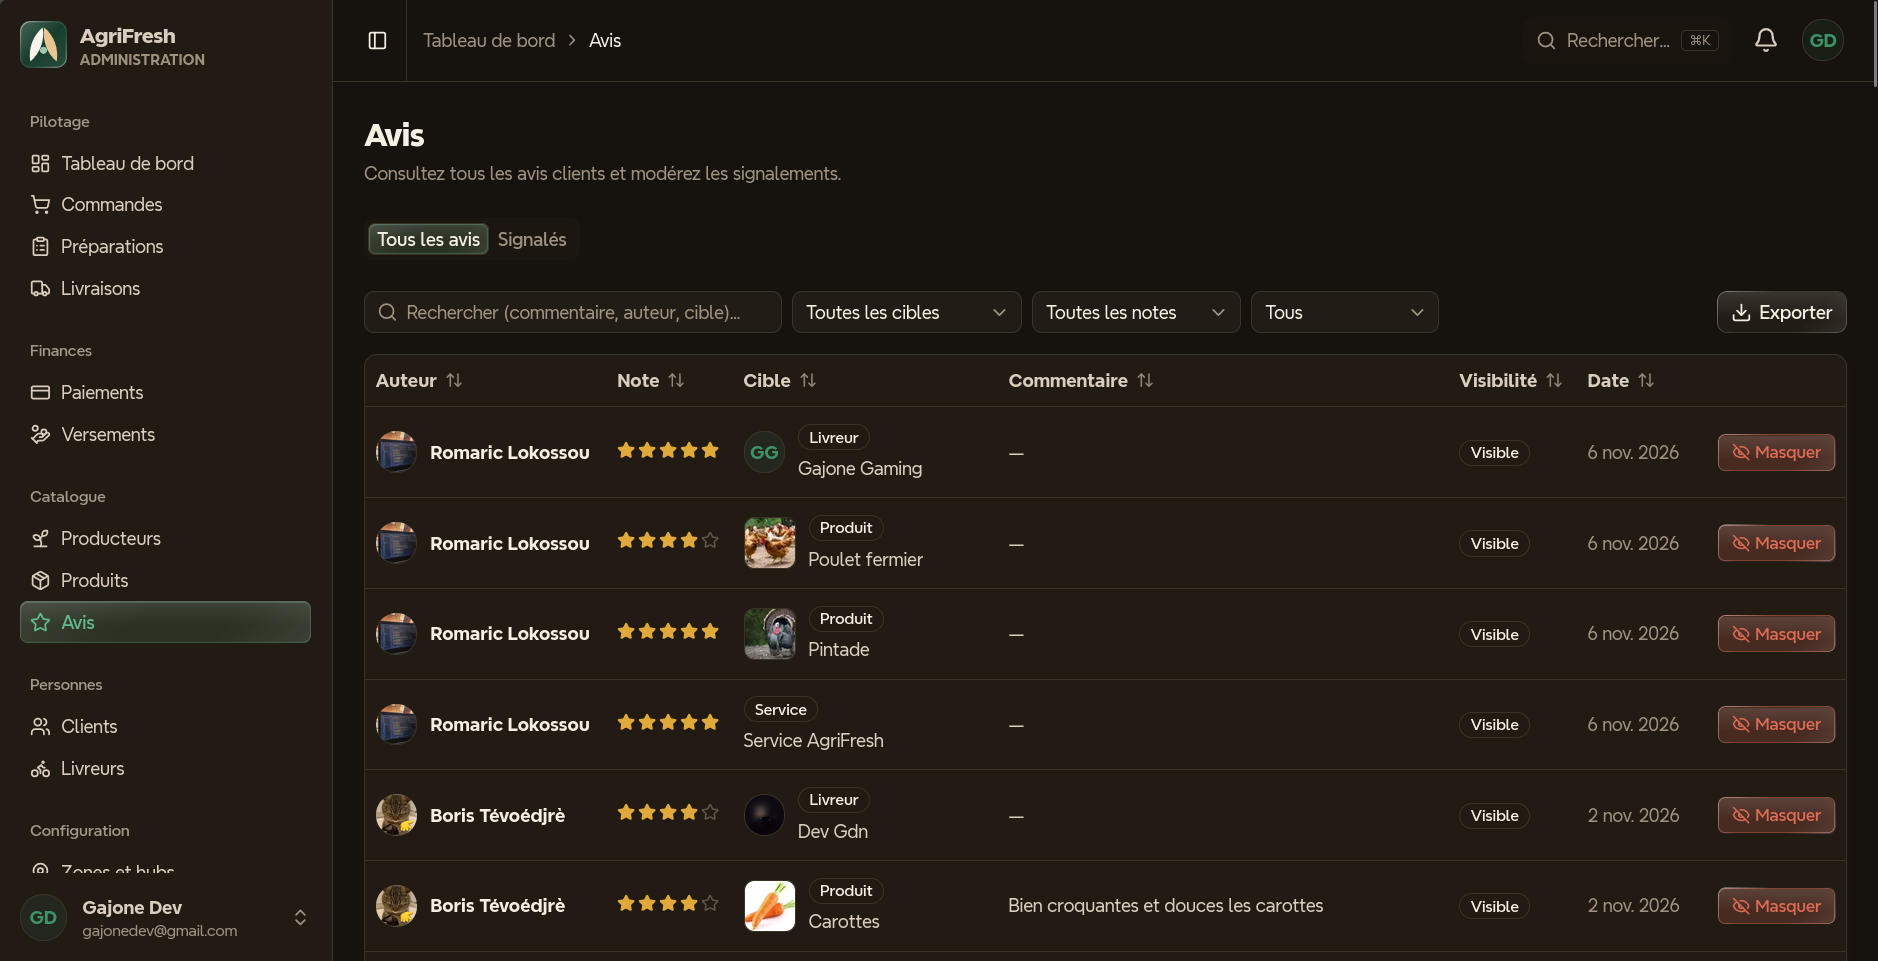 AgriFresh
ADMINISTRATION
Pilotage
Tableau de bord
Commandes
Préparations
Livraisons
Finances
Paiements
Versements
Catalogue
Producteurs
Produits
Avis
Personnes
Clients
Livreurs
Configuration
Zones et hubs
GD
Gajone Dev
gajonedev@gmail.com
Tableau de bord > Avis
Rechercher... ⌘K
GD
Avis
Consultez tous les avis clients et modérez les signalements.
Tous les avis Signalés
Rechercher (commentaire, auteur, cible)... Toutes les cibles Toutes les notes Tous Exporter
Auteur Note Cible Commentaire Visibilité Date
Romaric Lokossou GG Livreur
Gajone Gaming — Visible 6 nov. 2026 Masquer
Romaric Lokossou Produit
Poulet fermier — Visible 6 nov. 2026 Masquer
Romaric Lokossou Produit
Pintade — Visible 6 nov. 2026 Masquer
Romaric Lokossou Service
Service AgriFresh — Visible 6 nov. 2026 Masquer
Boris Tévoédjrè Livreur
Dev Gdn — Visible 2 nov. 2026 Masquer
Boris Tévoédjrè Produit
Carottes Bien croquantes et douces les carottes Visible 2 nov. 2026 Masquer